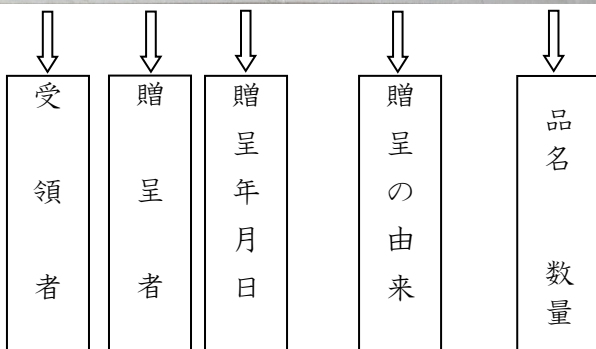 品名 数量
贈呈の由来
贈呈年月日
贈呈者
受領者